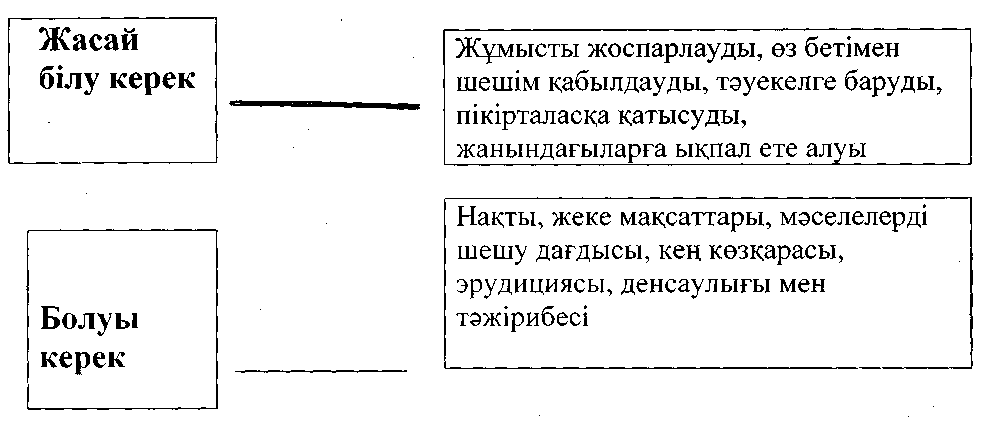 Жасай
білу керек
Жұмысты жоспарлауды, өз бетімен
шешім қабылдауды, тәуекелге баруды,
пікірталасқа қатысуды,
жанындағыларға ықпал ете алуы
Болуы
керек
Нақты, жеке мақсаттары, мәселелерді
шешу дағдысы, кең көзқарасы,
эрудициясы, денсаулығы мен
тәжірибесі